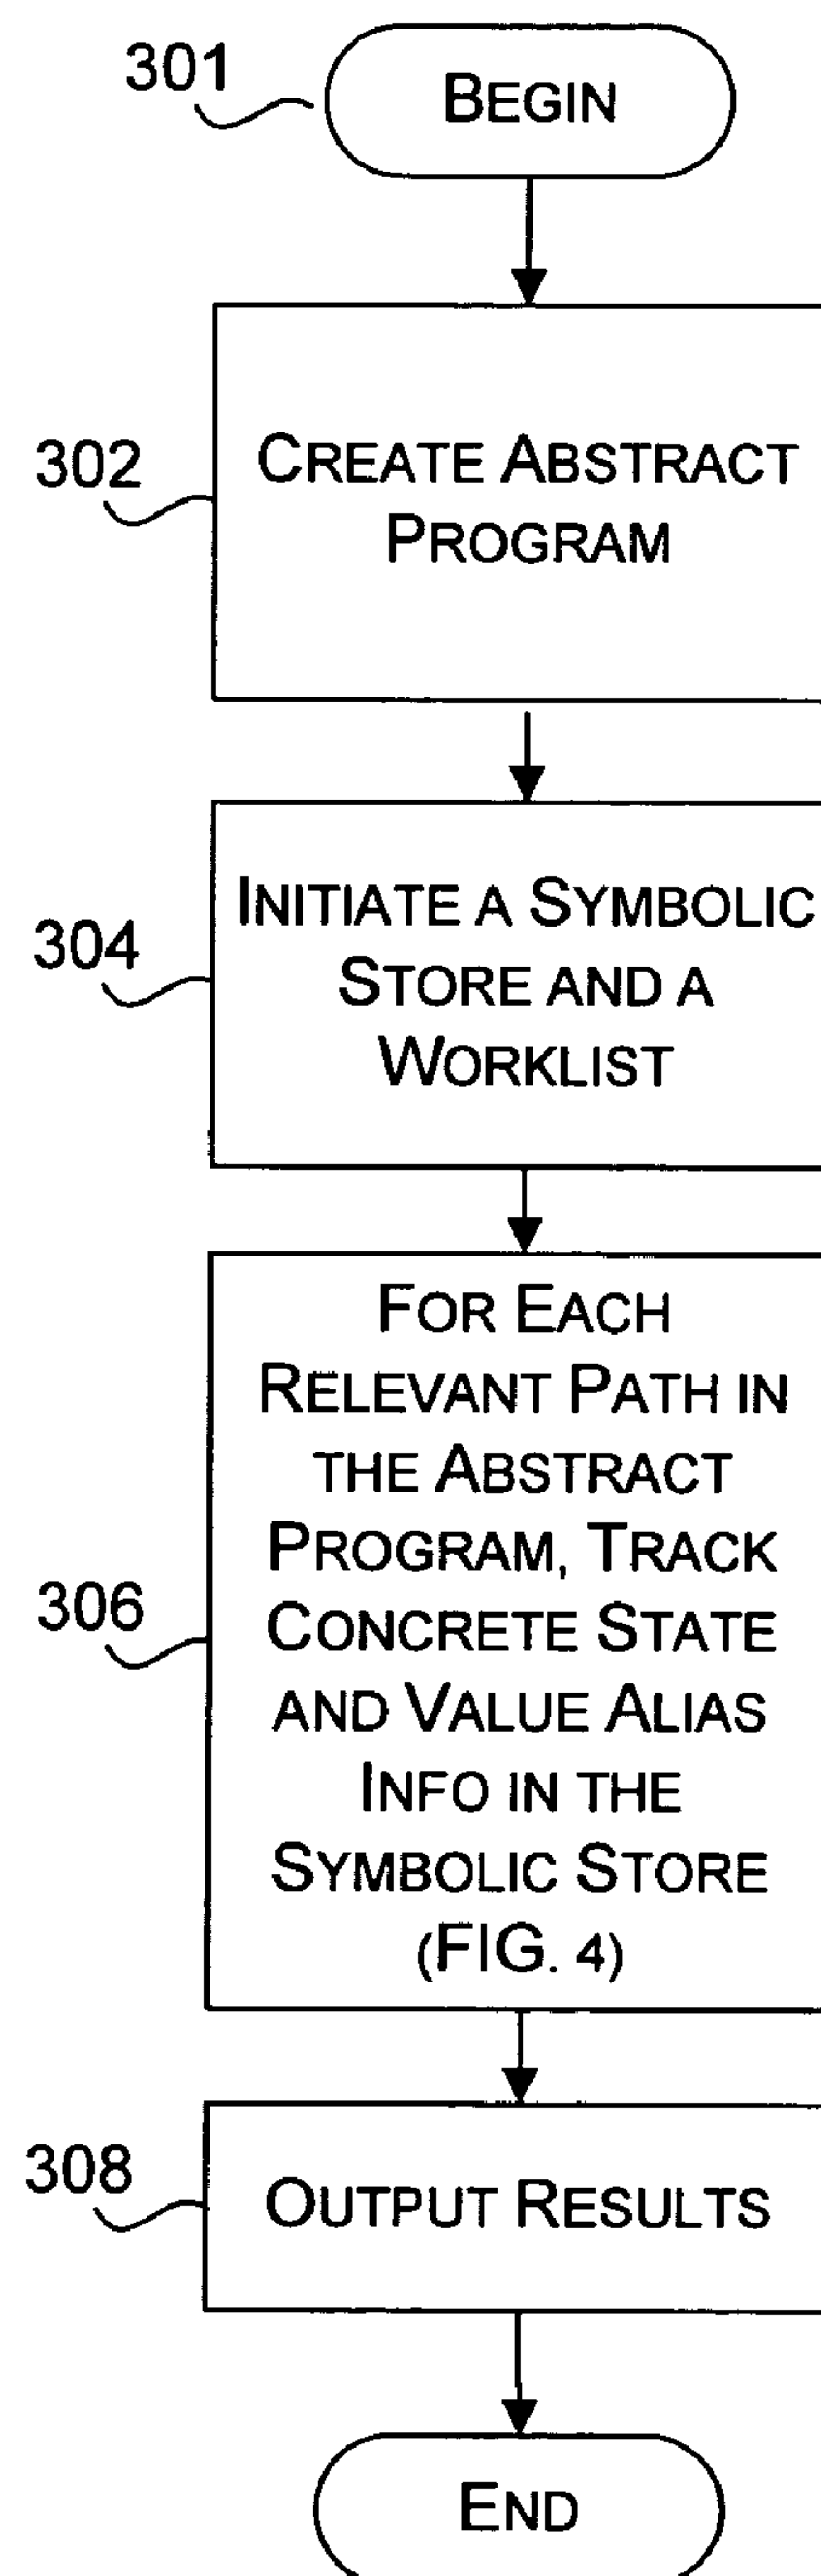 301
BEGIN
302
CREATE ABSTRACT
PROGRAM
304
INITIATE A SYMBOLIC
STORE AND A
WORKLIST
306
FOR EACH
RELEVANT PATH IN
THE ABSTRACT
PROGRAM, TRACK
CONCRETE STATE
AND VALUE ALIAS
INFO IN THE
SYMBOLIC STORE
(FIG. 4)
308
OUTPUT RESULTS
END